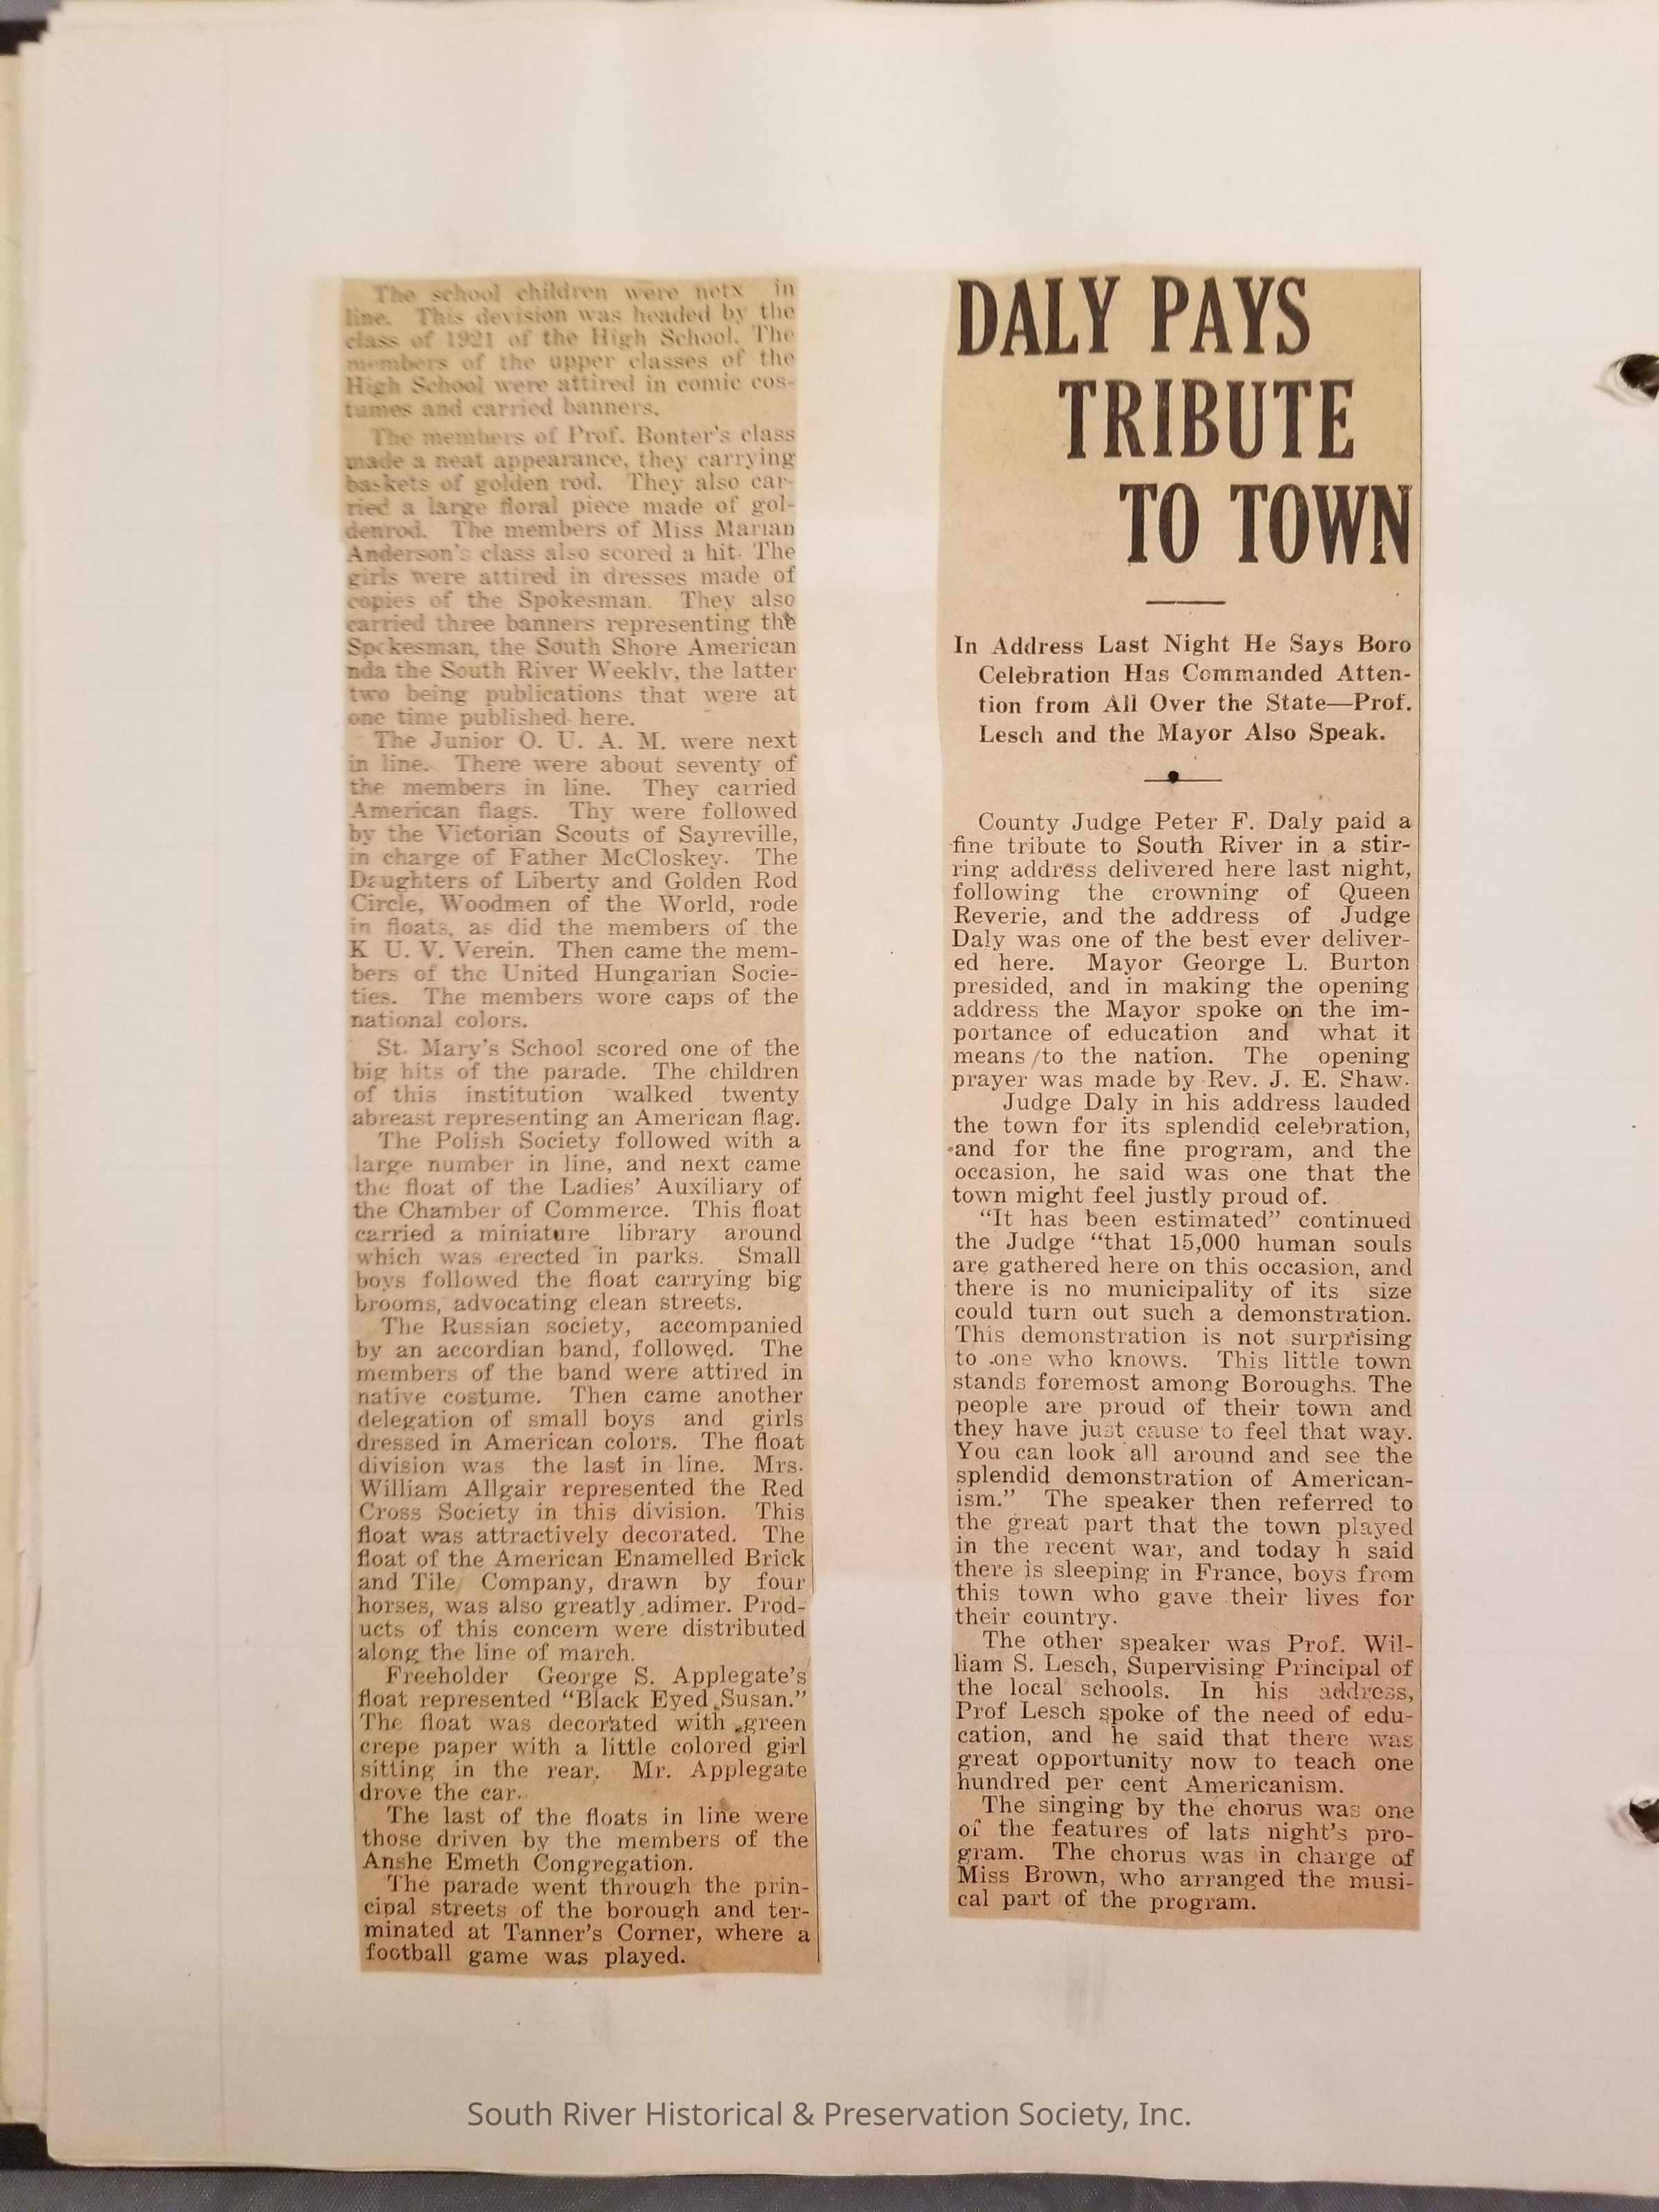 The school children were netx in
line. This devision was headed by the
class of 1921 of the High School. The
members of the upper classes of the
High School were attired in comic cos-
tumes and carried banners.
The members of Prof. Bonter's class
made a neat appearance, they carrying
baskets of golden rod. They also car-
ried a large floral piece made of gol-
denrod. The members of Miss Marian
Anderson's class also scored a hit. The
girls were attired in dresses made of
copies of the Spokesman. They also
carried three banners representing the
Spokesman, the South Shore American
nda the South River Weekly, the latter
two being publications that were at
one time published here.
The Junior O. U. A. M. were next
in line. There were about seventy of
the members in line. They carried
American flags. Thy were followed
by the Victorian Scouts of Sayreville,
in charge of Father McCloskey. The
Daughters of Liberty and Golden Rod
Circle, Woodmen of the World, rode
in floats, as did the members of the
K U. V. Verein. Then came the mem-
bers of the United Hungarian Socie-
ties. The members wore caps of the
national colors.
St. Mary's School scored one of the
big hits of the parade. The children
of this institution walked twenty
abreast representing an American flag.
The Polish Society followed with a
large number in line, and next came
the float of the Ladies' Auxiliary of
the Chamber of Commerce. This float
carried a miniature library around
which was erected in parks. Small
boys followed the float carrying big
brooms, advocating clean streets.
The Russian society, accompanied
by an accordian band, followed. The
members of the band were attired in
native costume. Then came another
delegation of small boys and girls
dressed in American colors. The float
division was the last in line. Mrs.
William Allgair represented the Red
Cross Society in this division. This
float was attractively decorated. The
float of the American Enamelled Brick
and Tile Company, drawn by four
horses, was also greatly adimer. Prod-
ucts of this concern were distributed
along the line of march.
Freeholder George S. Applegate's
float represented "Black Eyed Susan."
The float was decorated with green
crepe paper with a little colored girl
sitting in the rear. Mr. Applegate
drove the car.
The last of the floats in line were
those driven by the members of the
Anshe Emeth Congregation.
The parade went through the prin-
cipal streets of the borough and ter-
minated at Tanner's Corner, where a
football game was played.
DALY PAYS
TRIBUTE
TO TOWN
In Address Last Night He Says Boro
Celebration Has Commanded Atten-
tion from All Over the State—Prof.
Lesch and the Mayor Also Speak.
County Judge Peter F. Daly paid a
fine tribute to South River in a stir-
ring address delivered here last night,
following the crowning of Queen
Reverie, and the address of Judge
Daly was one of the best ever deliver-
ed here. Mayor George L. Burton
presided, and in making the opening
address the Mayor spoke on the im-
portance of education and what it
means to the nation. The opening
prayer was made by Rev. J. E. Shaw.
Judge Daly in his address lauded
the town for its splendid celebration,
and for the fine program, and the
occasion, he said was one that the
town might feel justly proud of.
"It has been estimated" continued
the Judge "that 15,000 human souls
are gathered here on this occasion, and
there is no municipality of its size
could turn out such a demonstration.
This demonstration is not surprising
to one who knows. This little town
stands foremost among Boroughs. The
people are proud of their town and
they have just cause to feel that way.
You can look all around and see the
splendid demonstration of American-
ism." The speaker then referred to
the great part that the town played
in the recent war, and today h said
there is sleeping in France, boys from
this town who gave their lives for
their country.
The other speaker was Prof. Wil-
liam S. Lesch, Supervising Principal of
the local schools. In his address,
Prof Lesch spoke of the need of edu-
cation, and he said that there was
great opportunity now to teach one
hundred per cent Americanism.
The singing by the chorus was one
of the features of lats night's pro-
gram. The chorus was in charge of
Miss Brown, who arranged the musi-
cal part of the program.
South River Historical & Preservation Society, Inc.